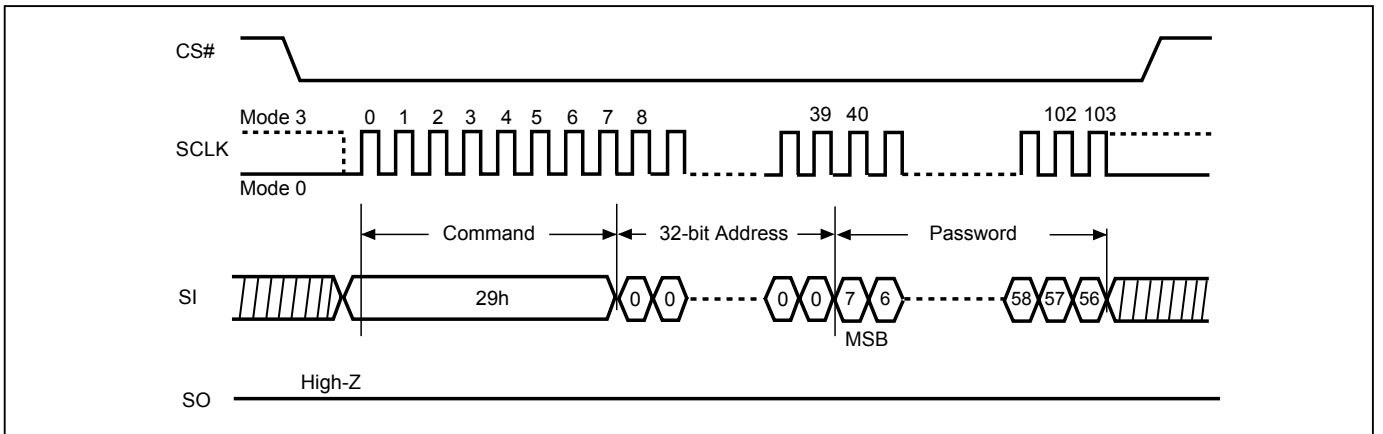 CS#
Mode 3 0 1 2 3 4 5 6 7 8 39 40 102 103
SCLK
Mode 0
Command 32-bit Address Password
SI 29h 0 0 0 0 7 6 58 57 56
MSB
High-Z
SO